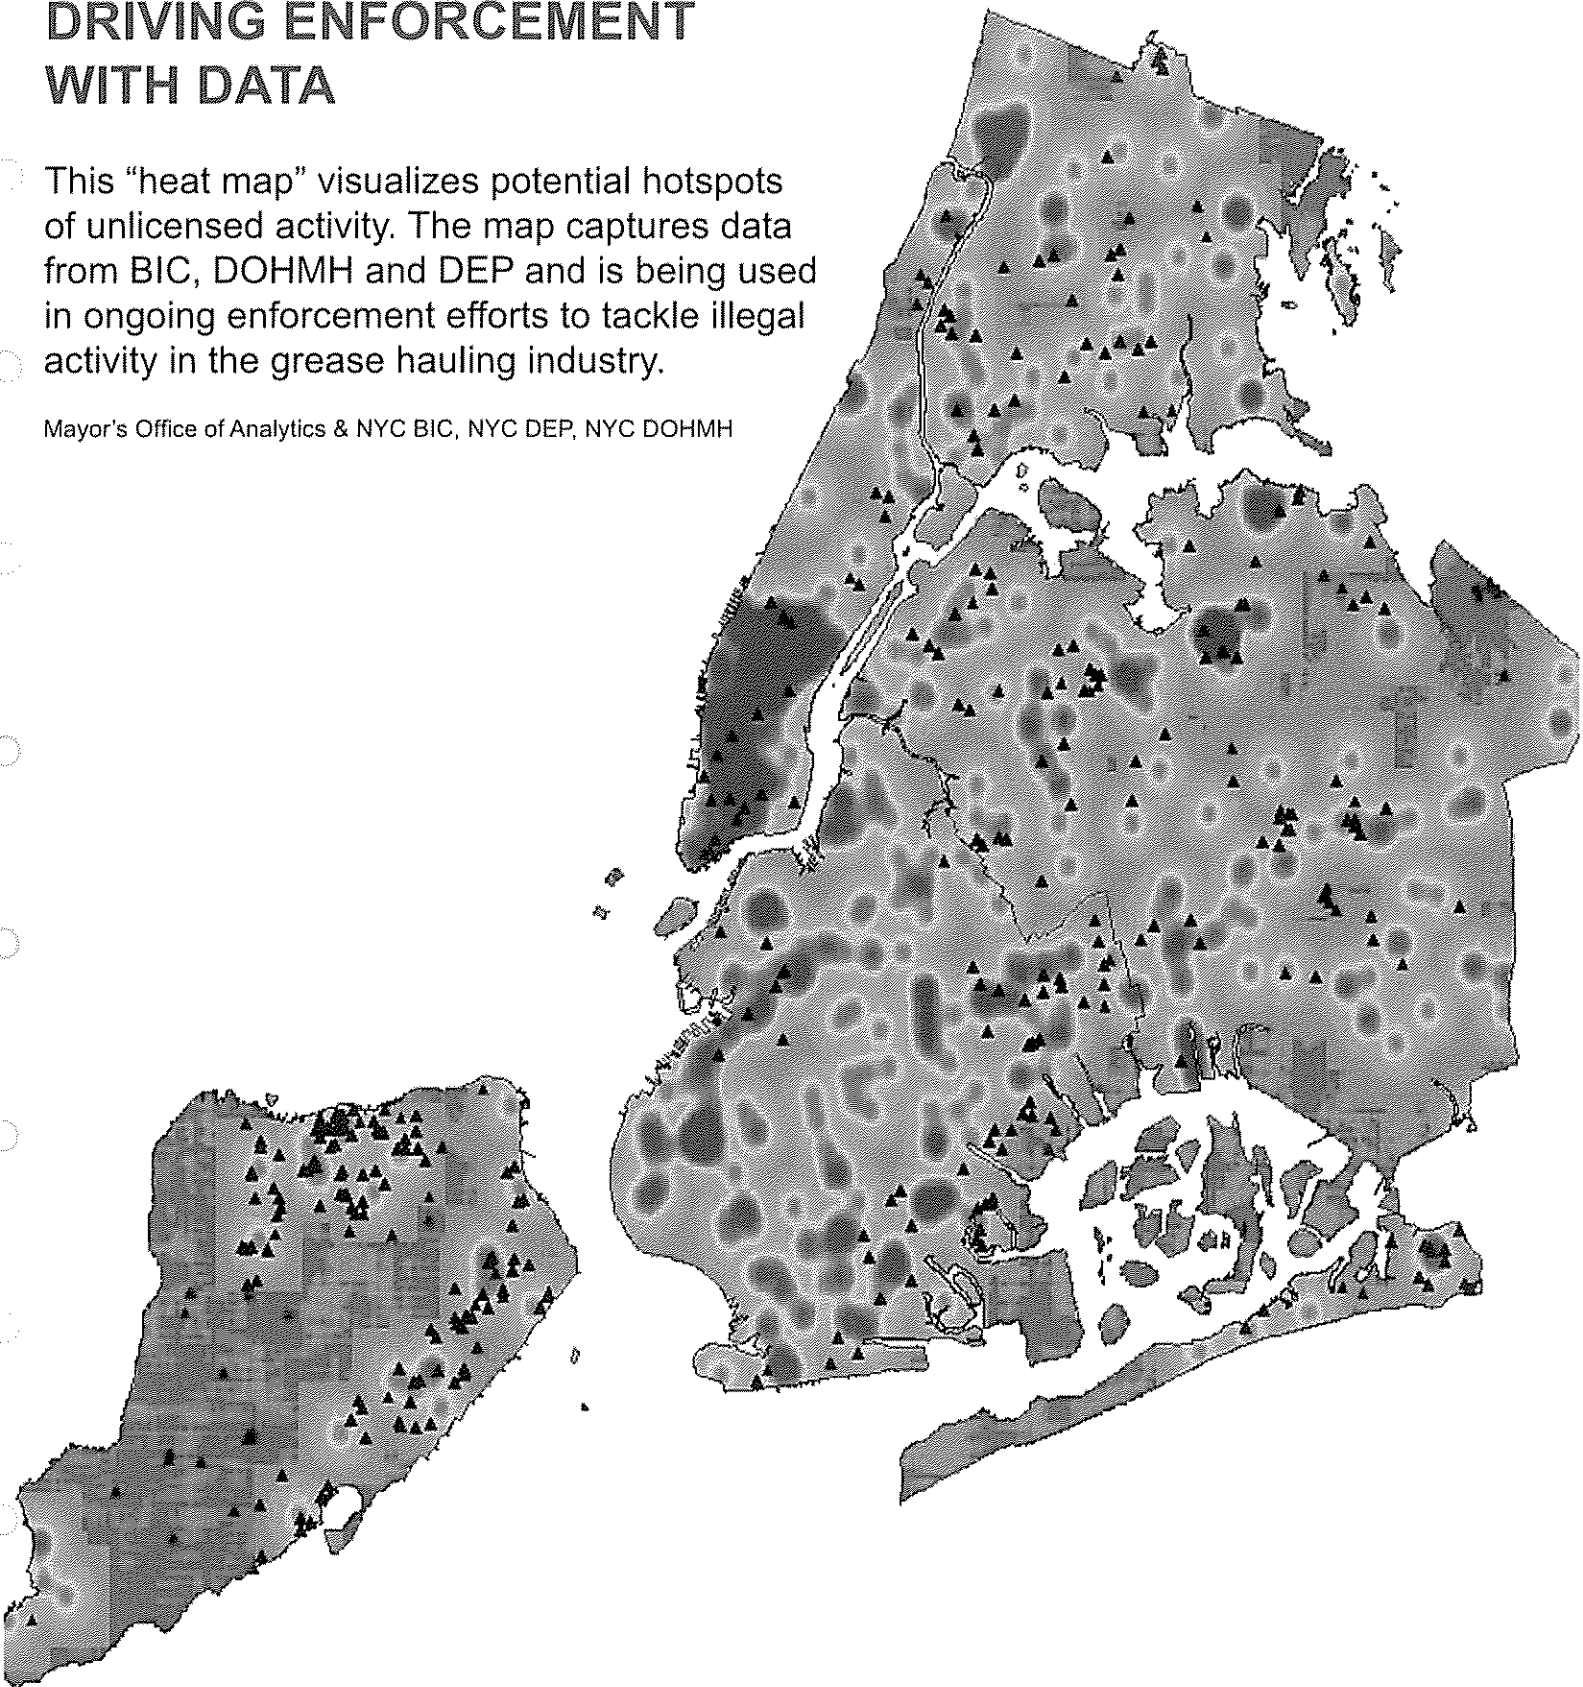 DRIVING ENFORCEMENT
WITH DATA
This “heat map” visualizes potential hotspots
of unlicensed activity. The map captures data
from BIC, DOHMH and DEP and is being used
in ongoing enforcement efforts to tackle illegal
activity in the grease hauling industry.
Mayor’s Office of Analytics & NYC BIC, NYC DEP, NYC DOHMH